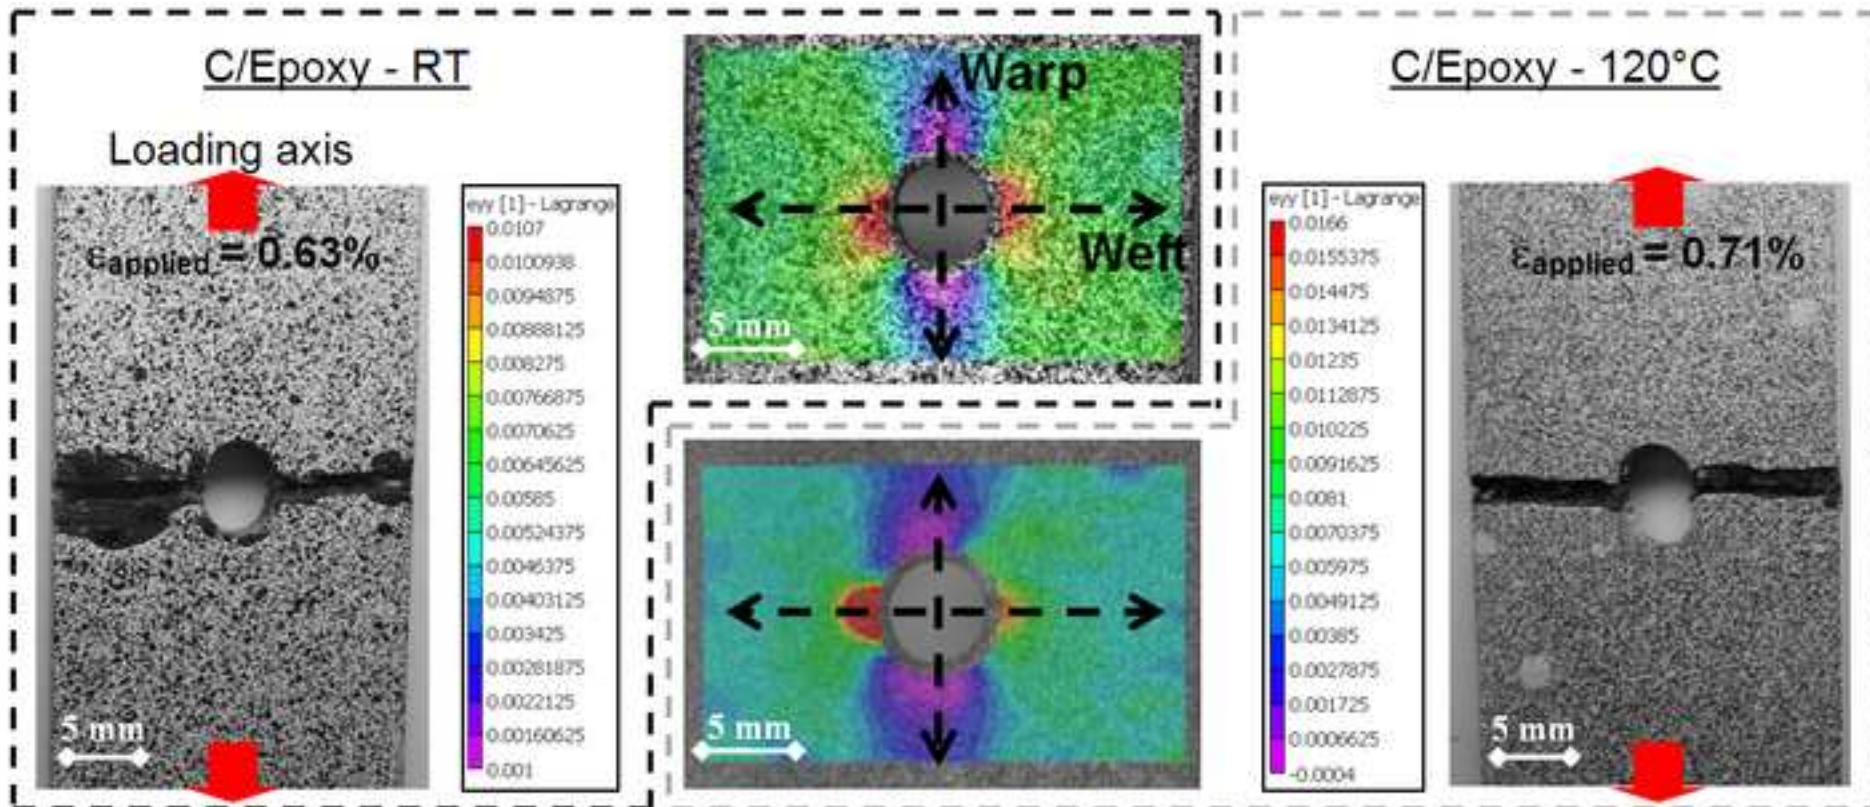 C/Epoxy - RT
Loading axis
εapplied = 0.63%
5 mm
eyy [1] - Lagrange
0.0107
0.0100938
0.0094875
0.00888125
0.008275
0.00766875
0.0070625
0.00645625
0.00585
0.00524375
0.0046375
0.00403125
0.003425
0.00281875
0.0022125
0.00160625
0.001
Warp
Weft
5 mm
5 mm
C/Epoxy - 120°C
eyy [1] - Lagrange
0.0166
0.0155375
0.014475
0.0134125
0.01235
0.0112875
0.010225
0.0091625
0.0081
0.0070375
0.005975
0.0049125
0.00385
0.0027875
0.001725
0.0006625
-0.0004
εapplied = 0.71%
5 mm